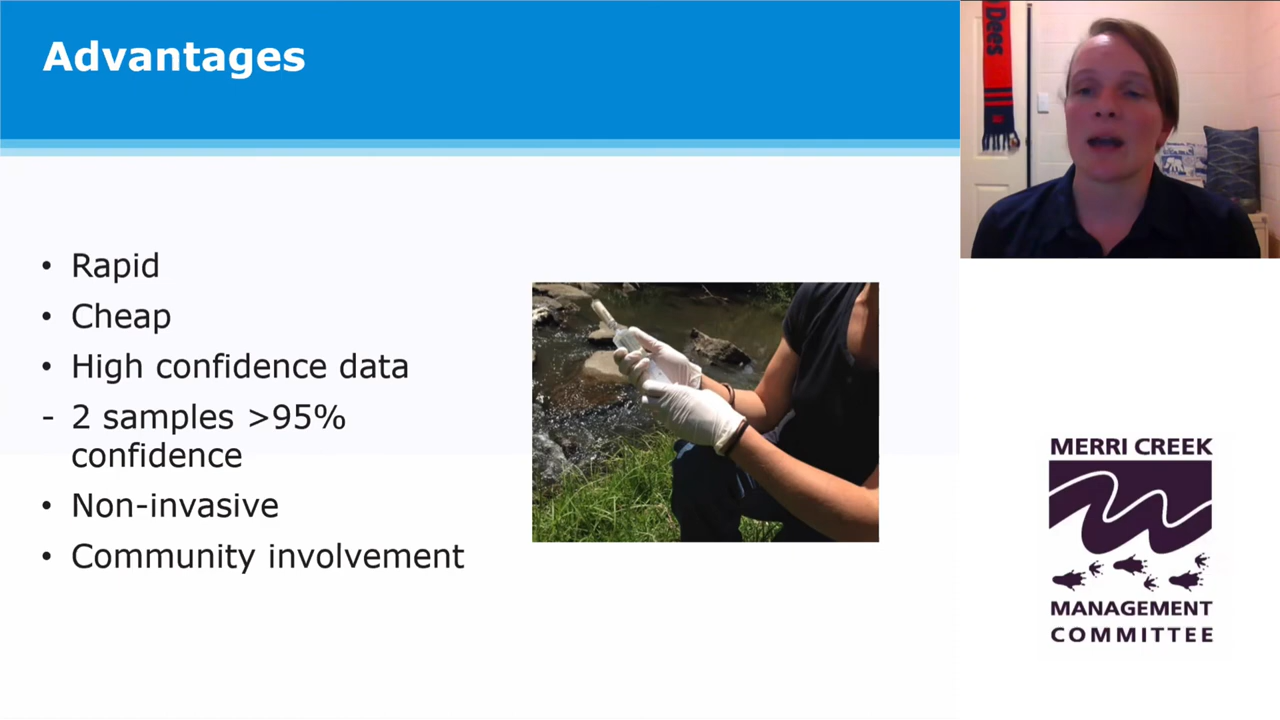 Advantages
• Rapid
• Cheap
• High confidence data
- 2 samples >95%
confidence
• Non-invasive
• Community involvement
Dees
MERRI CREEK
MANAGEMENT
COMMITTEE